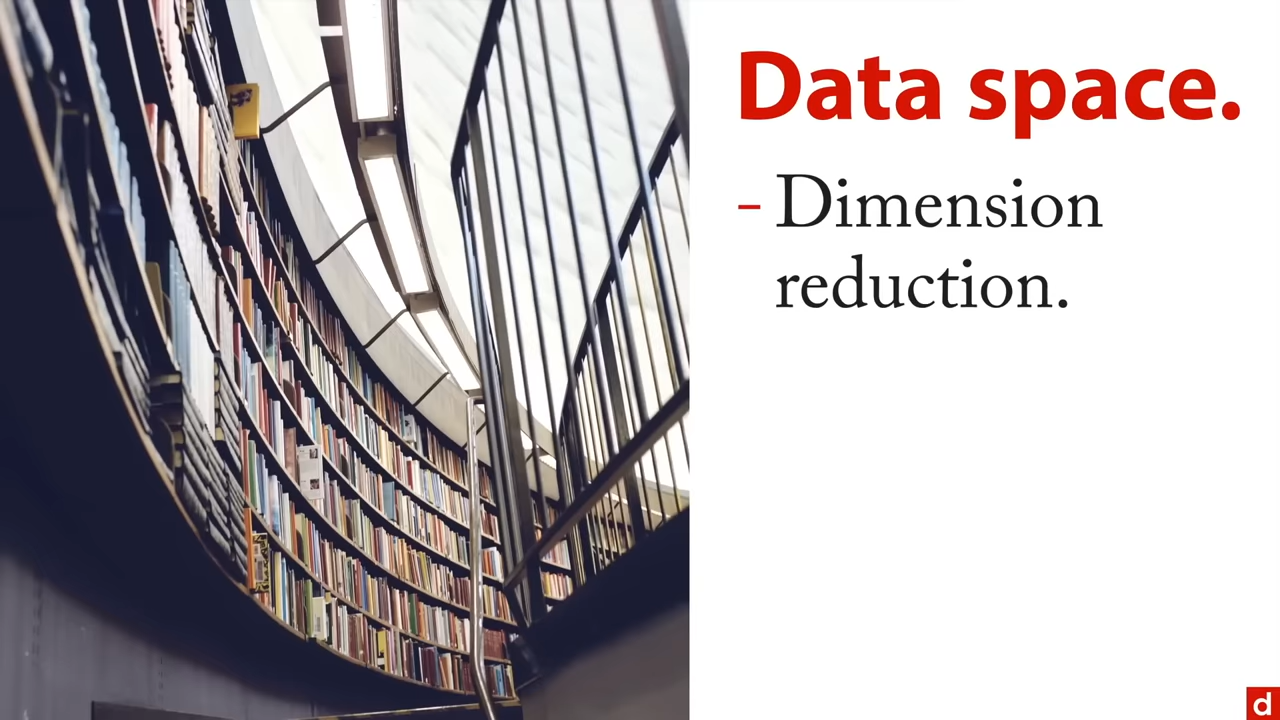 Data space.
- Dimension
reduction.
d